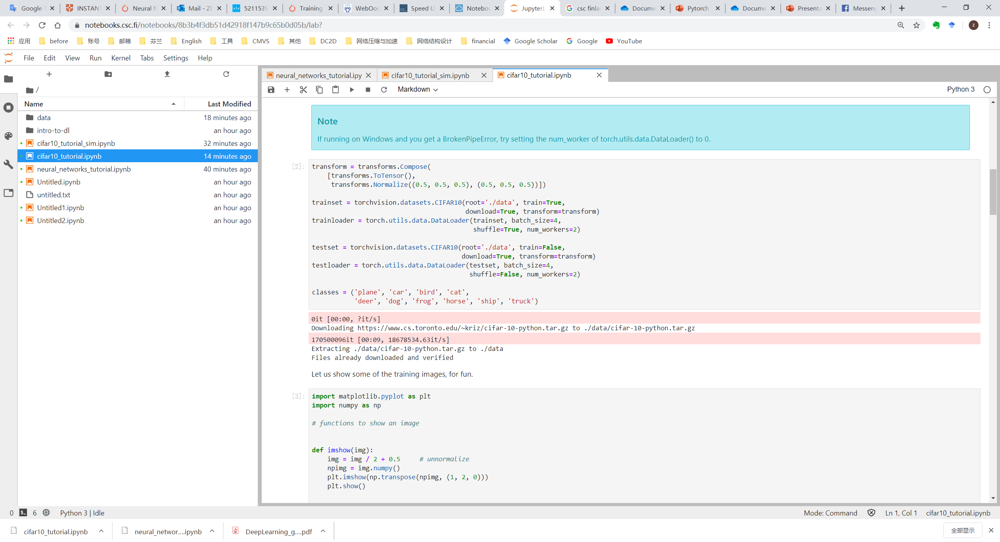 Google T
INSTANT
Neural N
Mail - Zh
521153S
Training
WebOod
Speed U
Noteboo
JupyterL
csc finlan
Docume
Pytorch
Docume
Presenta
Messeng
notebooks.csc.fi/notebooks/8b3b4f3db51d42918f147b9c65b0d05b/lab?
应用 before 账号 邮箱 芬兰 English 工具 CMVS 其他 DC2D 网络压缩与加速 网络结构设计 financial Google Scholar Google YouTube
File Edit View Run Kernel Tabs Settings Help
/
Name Last Modified
data 18 minutes ago
intro-to-dl an hour ago
cifar10_tutorial_sim.ipynb 32 minutes ago
cifar10_tutorial.ipynb 14 minutes ago
neural_networks_tutorial.ipynb 40 minutes ago
Untitled.ipynb an hour ago
untitled.txt an hour ago
Untitled1.ipynb an hour ago
Untitled2.ipynb an hour ago
neural_networks_tutorial.ipy
cifar10_tutorial_sim.ipynb
cifar10_tutorial.ipynb
Markdown
Python 3
Note
If running on Windows and you get a BrokenPipeError, try setting the num_worker of torch.utils.data.DataLoader() to 0.
[2]:
transform = transforms.Compose(
    [transforms.ToTensor(),
     transforms.Normalize((0.5, 0.5, 0.5), (0.5, 0.5, 0.5))])
trainset = torchvision.datasets.CIFAR10(root='./data', train=True,
                                        download=True, transform=transform)
trainloader = torch.utils.data.DataLoader(trainset, batch_size=4,
                                          shuffle=True, num_workers=2)
testset = torchvision.datasets.CIFAR10(root='./data', train=False,
                                       download=True, transform=transform)
testloader = torch.utils.data.DataLoader(testset, batch_size=4,
                                         shuffle=False, num_workers=2)
classes = ('plane', 'car', 'bird', 'cat',
           'deer', 'dog', 'frog', 'horse', 'ship', 'truck')
0it [00:00, ?it/s]
Downloading https://www.cs.toronto.edu/~kriz/cifar-10-python.tar.gz to ./data/cifar-10-python.tar.gz
170500096it [00:09, 18678534.63it/s]
Extracting ./data/cifar-10-python.tar.gz to ./data
Files already downloaded and verified
Let us show some of the training images, for fun.
[3]:
import matplotlib.pyplot as plt
import numpy as np
# functions to show an image
def imshow(img):
    img = img / 2 + 0.5     # unnormalize
    npimg = img.numpy()
    plt.imshow(np.transpose(npimg, (1, 2, 0)))
    plt.show()
0 $_ 6 Python 3 | Idle
Mode: Command Ln 1, Col 1 cifar10_tutorial.ipynb
cifar10_tutorial.ipynb
neural_networ....ipynb
DeepLearning_g....pdf
全部显示